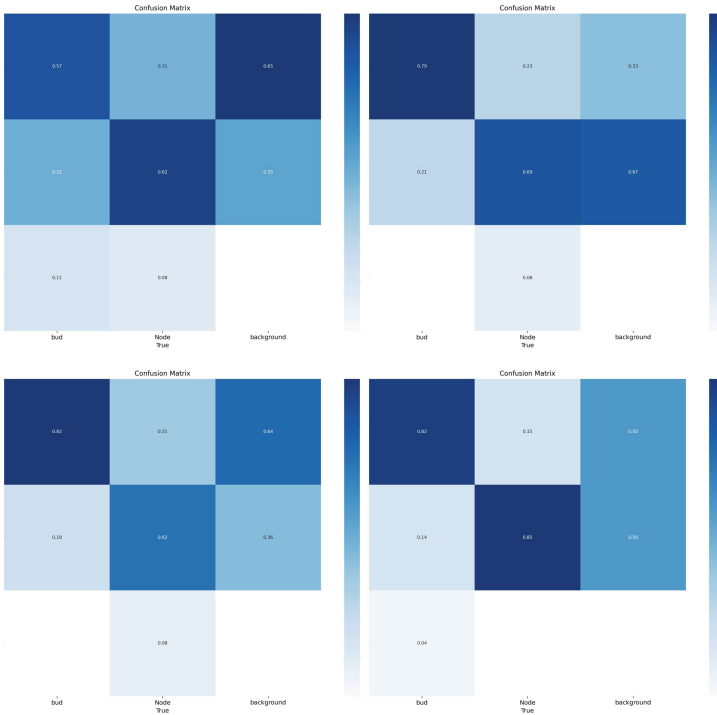 Confusion Matrix
0.57 0.31 0.65
0.32 0.62 0.35
0.11 0.08
bud Node background
True
Confusion Matrix
0.79 0.23 0.33
0.21 0.69 0.67
0.08
bud Node background
True
Confusion Matrix
0.82 0.31 0.64
0.18 0.62 0.36
0.08
bud Node background
True
Confusion Matrix
0.82 0.15 0.50
0.14 0.85 0.50
0.04
bud Node background
True